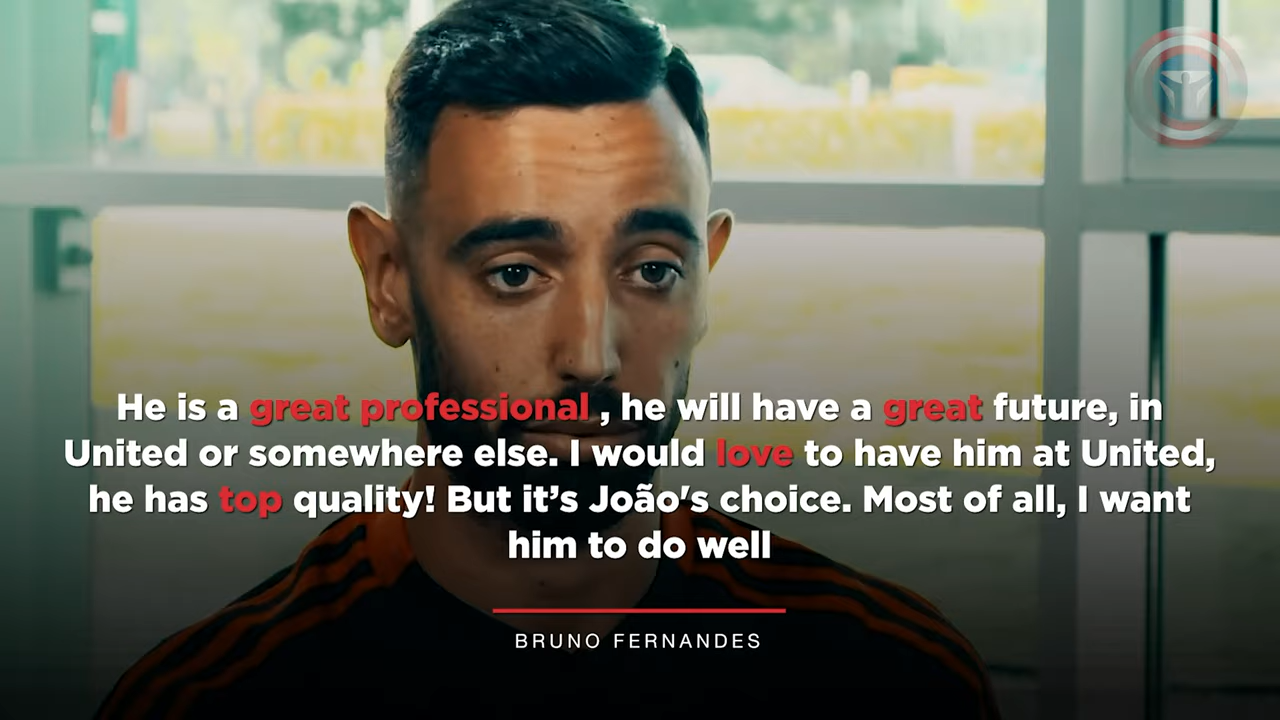 He is a great professional , he will have a great future, in
United or somewhere else. I would love to have him at United,
he has top quality! But it’s João's choice. Most of all, I want
him to do well
BRUNO FERNANDES